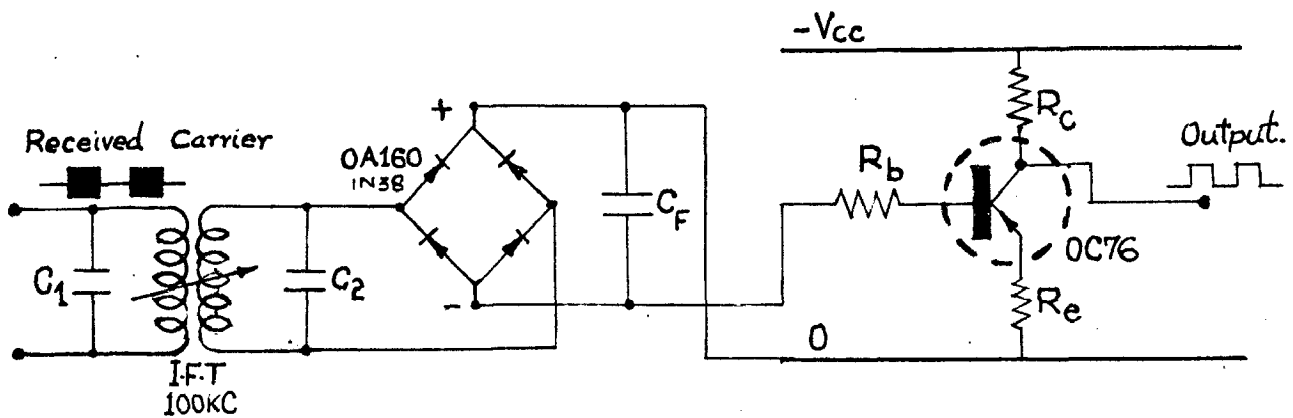 -Vcc
Rc
Output.
Received Carrier
+
OA160
1N38
Rb
CF
OC76
C1
C2
-
Re
0
I.F.T
100KC